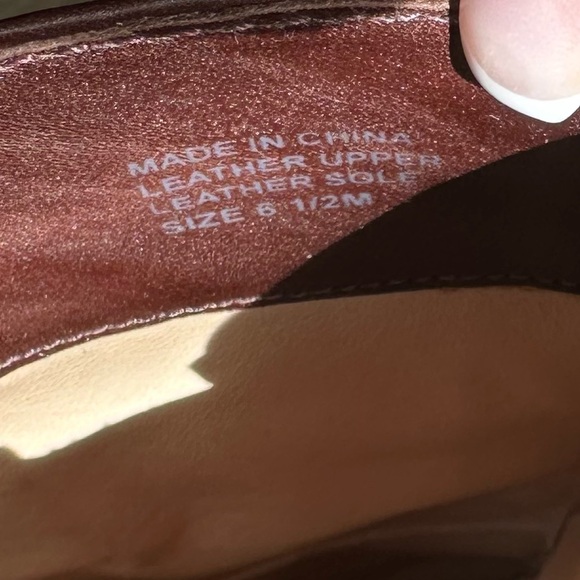 MADE IN CHINA
LEATHER UPPER
LEATHER SOLE
SIZE 6 1/2M